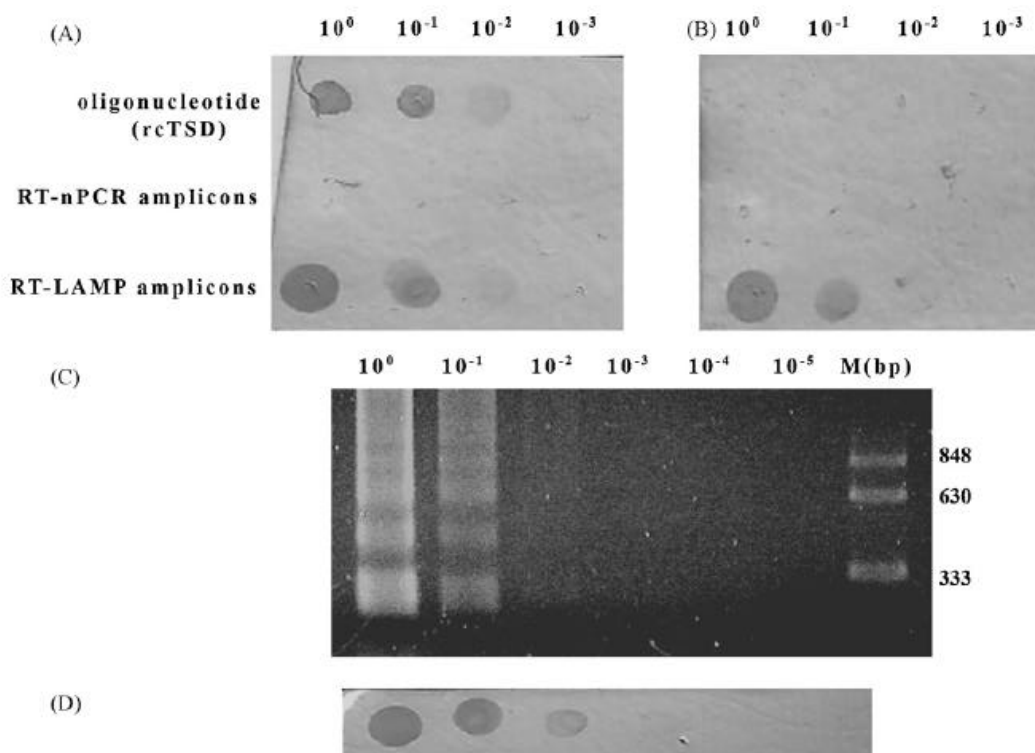 (A) 10⁰ 10⁻¹ 10⁻² 10⁻³
(B) 10⁰ 10⁻¹ 10⁻² 10⁻³
oligonucleotide
(rcTSD)
RT-nPCR amplicons
RT-LAMP amplicons
(C) 10⁰ 10⁻¹ 10⁻² 10⁻³ 10⁻⁴ 10⁻⁵ M(bp)
848
630
333
(D)